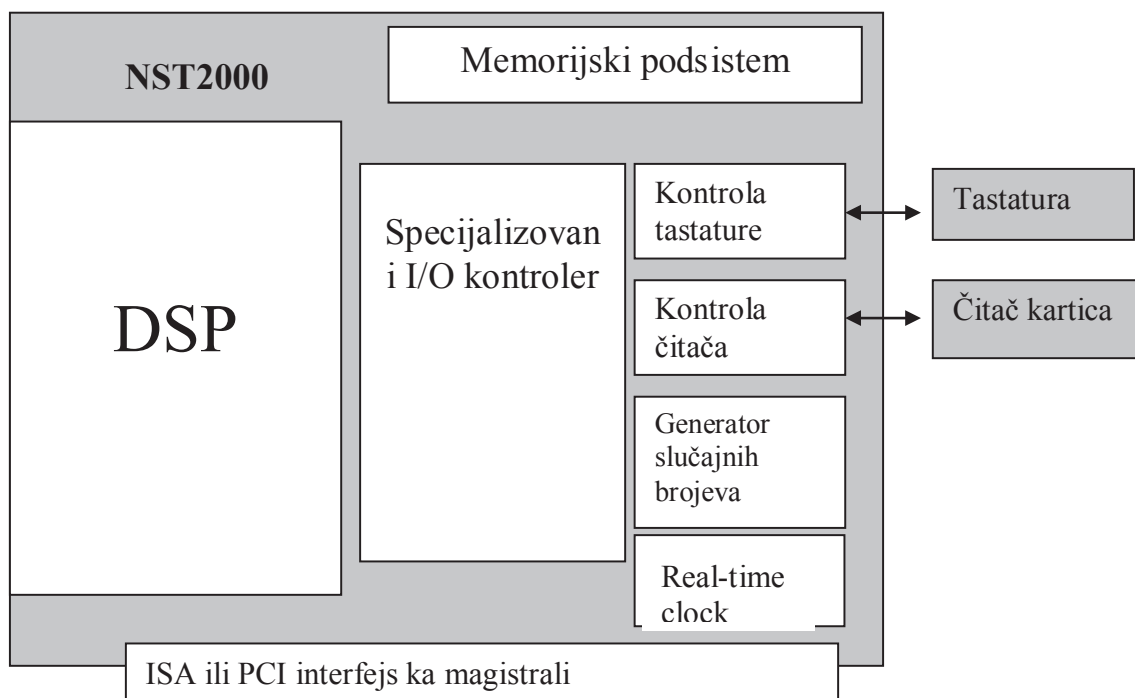 NST2000
Memorijski podsistem
DSP
Specijalizovan
i I/O kontroler
Kontrola
tastature
Tastatura
Kontrola
čitača
Čitač kartica
Generator
slučajnih
brojeva
Real-time
clock
ISA ili PCI interfejs ka magistrali